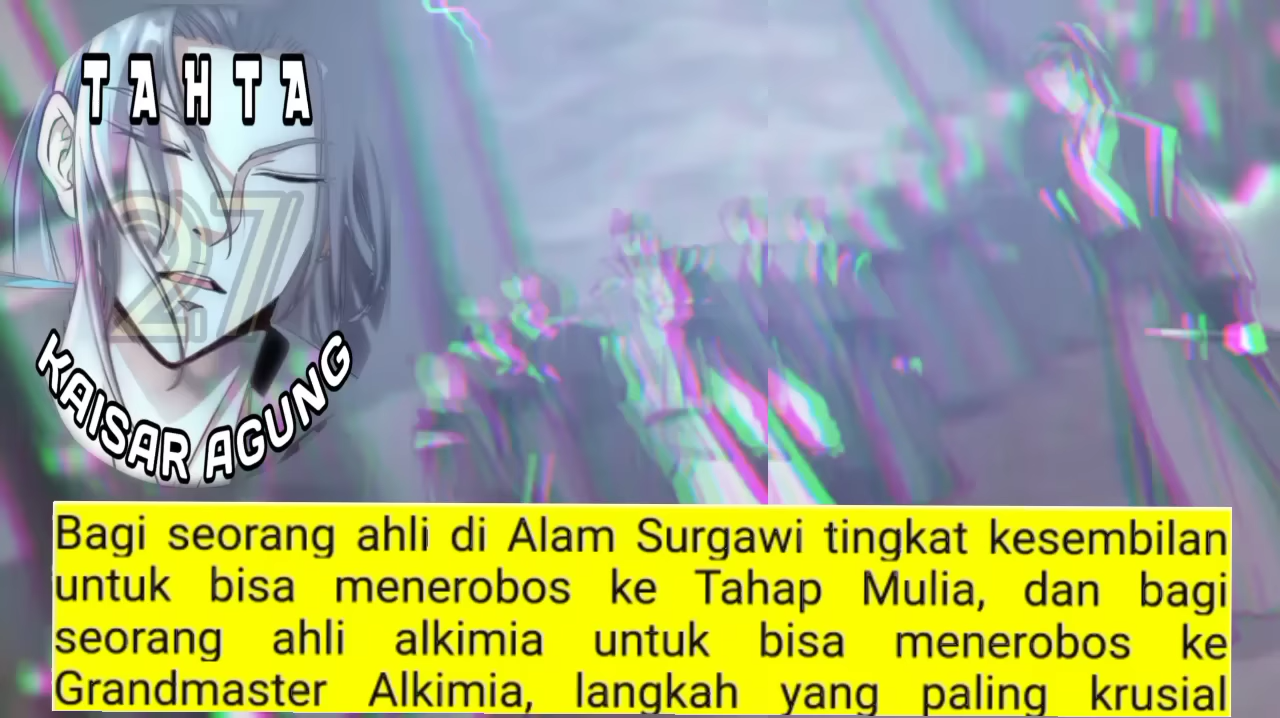 TAHTA
27
KAISAR AGUNG
Bagi seorang ahli di Alam Surgawi tingkat kesembilan
untuk bisa menerobos ke Tahap Mulia, dan bagi
seorang ahli alkimia untuk bisa menerobos ke
Grandmaster Alkimia, langkah yang paling krusial